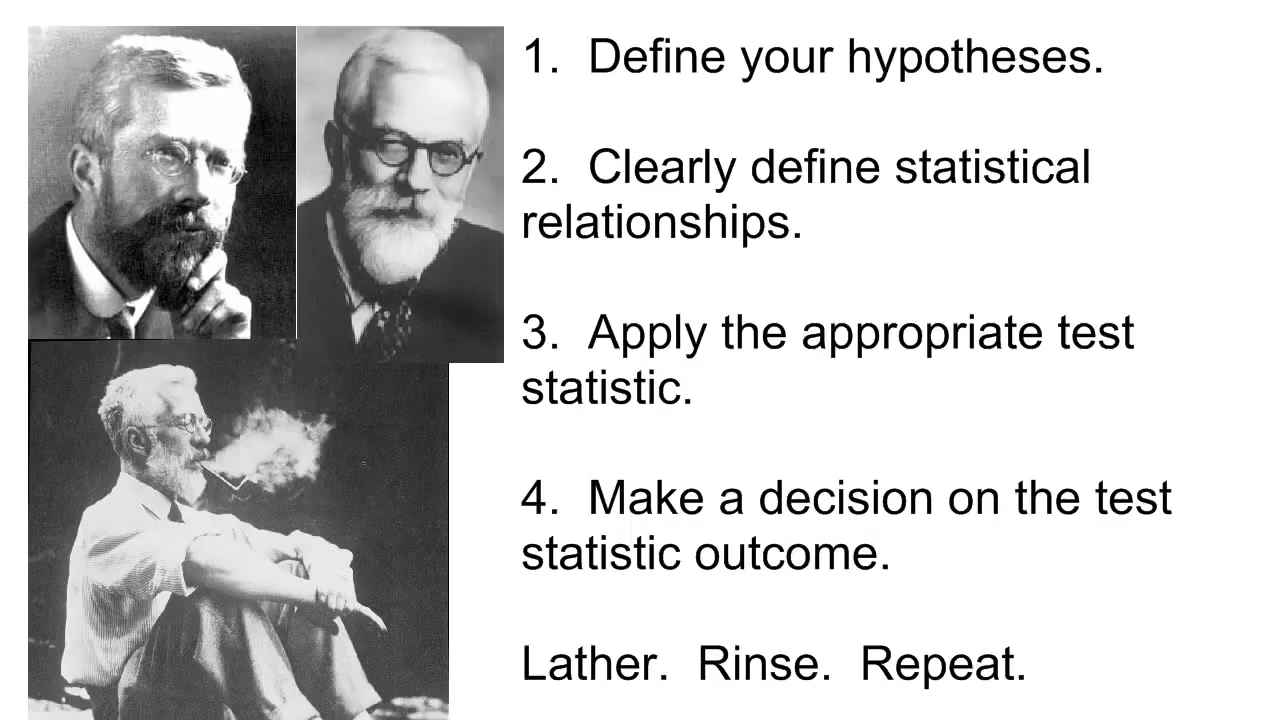 1.  Define your hypotheses.
2.  Clearly define statistical
relationships.
3.  Apply the appropriate test
statistic.
4.  Make a decision on the test
statistic outcome.
Lather.  Rinse.  Repeat.